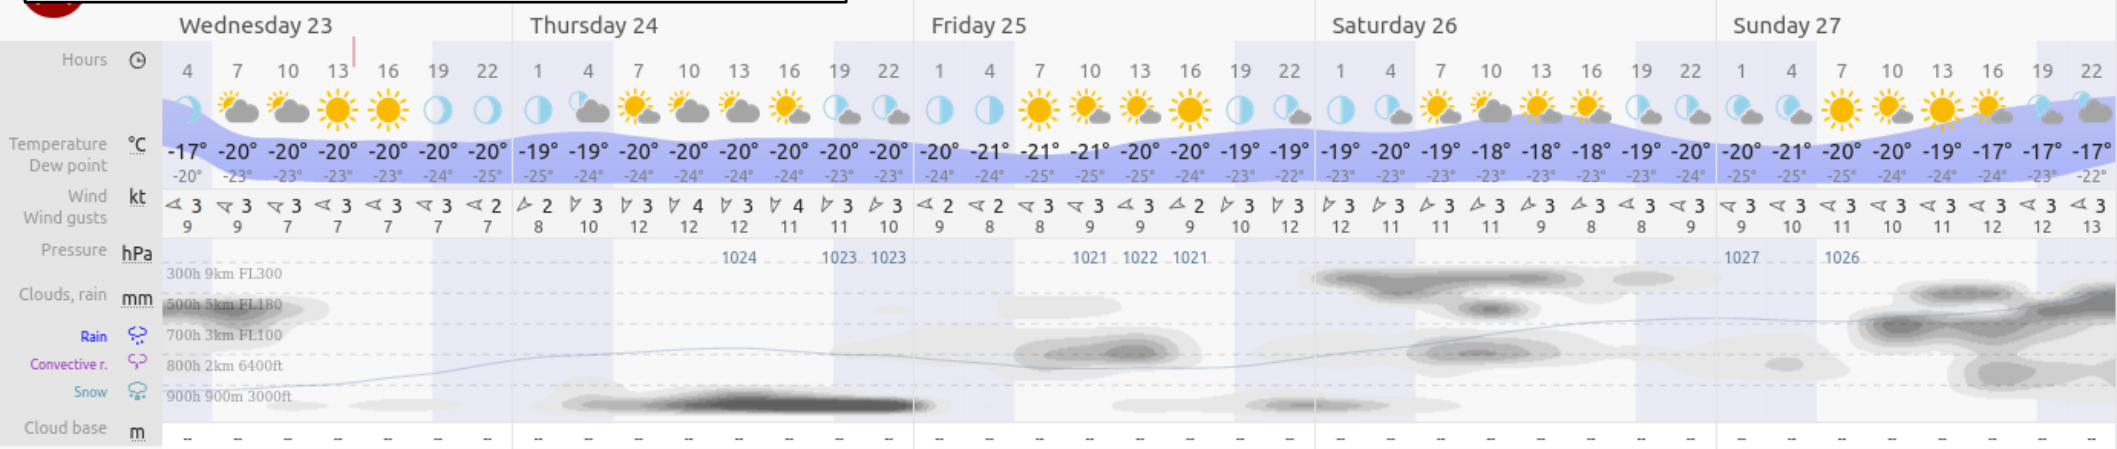 Wednesday 23 Thursday 24 Friday 25 Saturday 26 Sunday 27
Hours 4 7 10 13 16 19 22 1 4 7 10 13 16 19 22 1 4 7 10 13 16 19 22 1 4 7 10 13 16 19 22 1 4 7 10 13 16 19 22
Temperature °C -17° -20° -20° -20° -20° -20° -20° -19° -19° -20° -20° -20° -20° -20° -20° -20° -21° -21° -21° -20° -20° -19° -19° -19° -20° -19° -18° -18° -18° -19° -20° -20° -21° -20° -20° -19° -17° -17° -17°
Dew point -20° -23° -23° -23° -23° -24° -25° -25° -24° -24° -24° -24° -24° -23° -23° -24° -24° -25° -25° -25° -24° -23° -22° -23° -23° -23° -23° -23° -23° -23° -24° -25° -25° -24° -24° -24° -24° -23° -22°
Wind kt 3 3 3 3 3 3 2 2 3 3 4 3 4 3 3 2 2 3 3 3 2 3 3 3 3 3 3 3 3 3 3 3 3 3 3 3 3 3 3
Wind gusts 9 9 7 7 7 7 7 8 10 12 12 12 11 11 10 9 8 8 9 9 9 10 12 12 11 11 11 9 8 8 9 9 10 11 10 11 12 12 13
Pressure hPa 1024 1023 1023 1021 1022 1021 1027 1026
300h 9km FL300
Clouds, rain mm
500h 5km FL180
Rain 700h 3km FL100
Convective r. 800h 2km 6400ft
Snow 900h 900m 3000ft
Cloud base m -- -- -- -- -- -- -- -- -- -- -- -- -- -- -- -- -- -- -- -- -- -- -- -- -- -- -- -- -- -- -- -- -- -- -- -- -- -- --